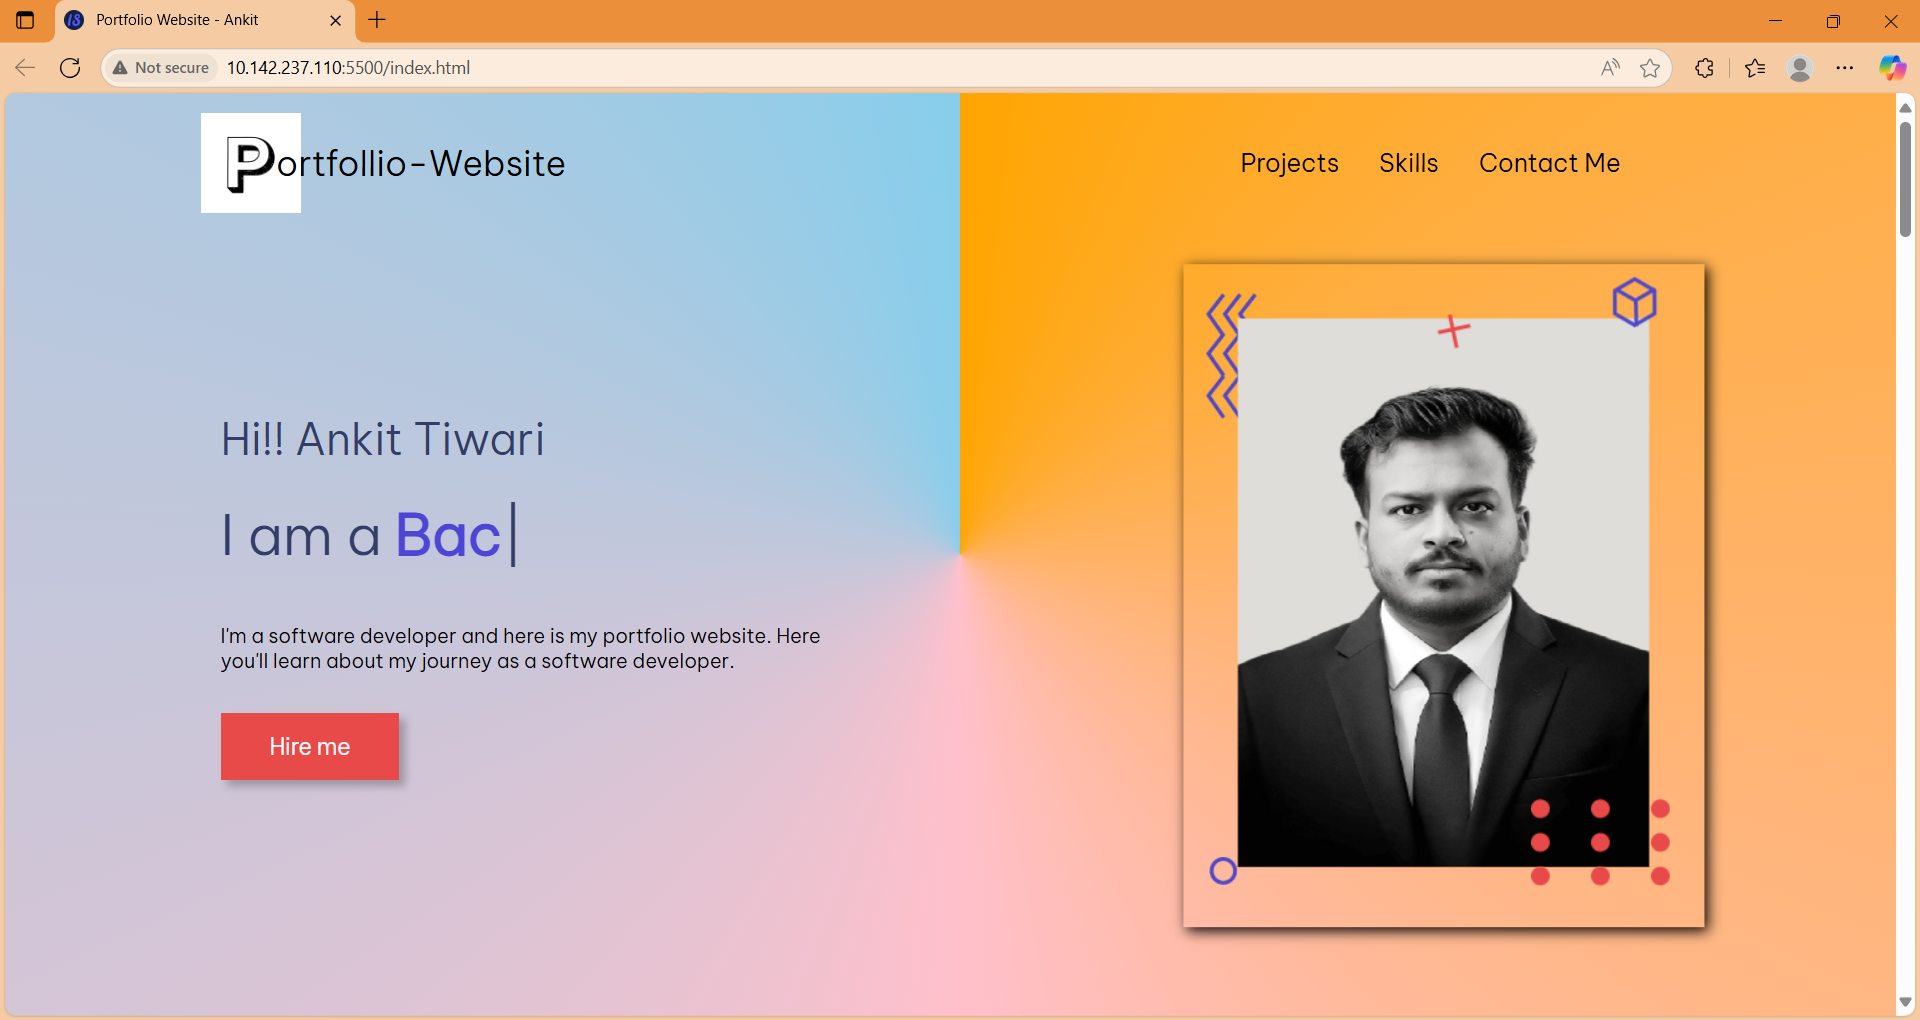 Portfolio Website - Ankit
Not secure
10.142.237.110:5500/index.html
Portfollio-Website
Projects Skills Contact Me
Hi!! Ankit Tiwari
I am a Bac|
I'm a software developer and here is my portfolio website. Here
you'll learn about my journey as a software developer.
Hire me